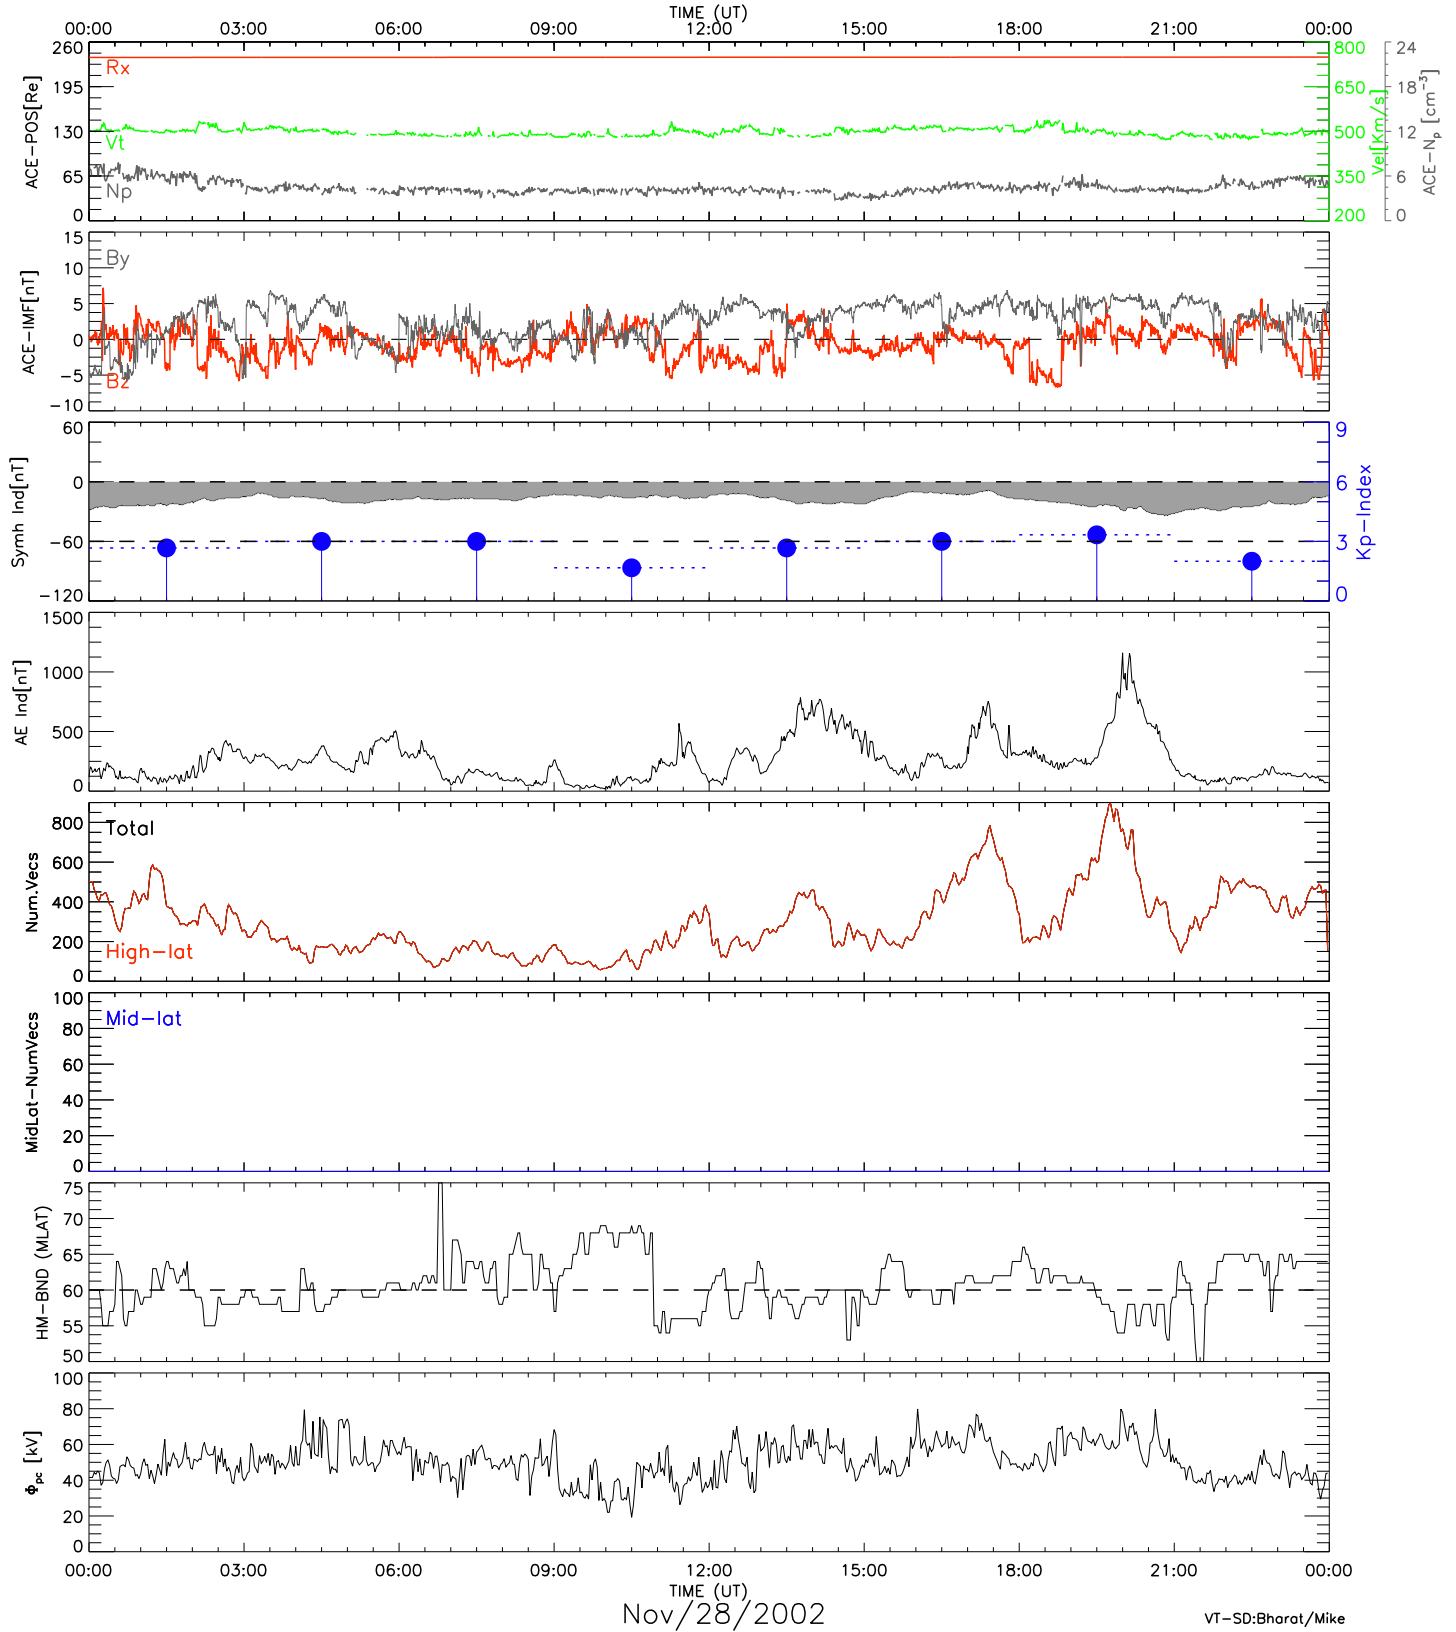 TIME (UT)
00:00 03:00 06:00 09:00 12:00 15:00 18:00 21:00 00:00
ACE-POS[Re]
260
195
130
65
0
Rx
Vt
Np
800
650
500
350
200
Vel[Km/s]
24
18
12
6
0
ACE-Np [cm-3]
ACE-IMF[nT]
15
10
5
0
-5
-10
By
Bz
Symh Ind[nT]
60
0
-60
-120
9
6
3
0
Kp-Index
AE Ind[nT]
1500
1000
500
0
Num.Vecs
800
600
400
200
0
Total
High-lat
MidLat-NumVecs
100
80
60
40
20
0
Mid-lat
HM-BND (MLAT)
75
70
65
60
55
50
Φpc [kV]
100
80
60
40
20
0
00:00 03:00 06:00 09:00 12:00 15:00 18:00 21:00 00:00
TIME (UT)
Nov/28/2002
VT-SD:Bharat/Mike